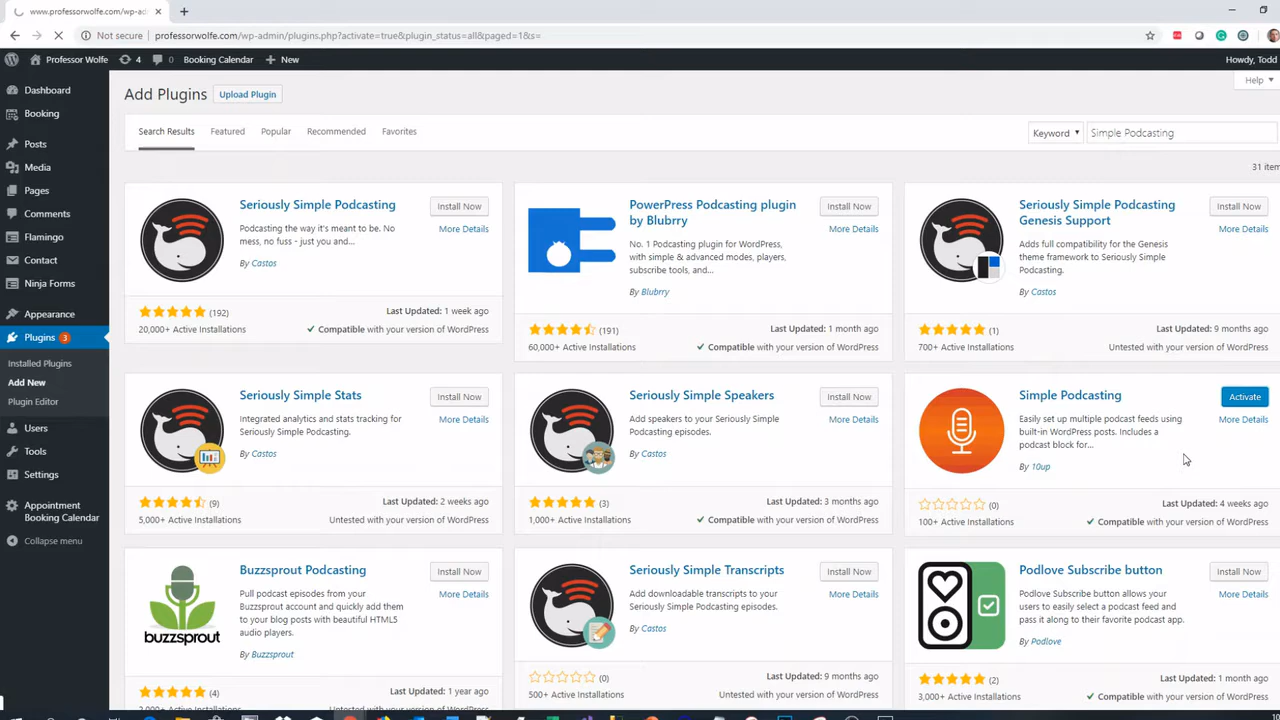 www.professorwolfe.com/wp-ad
Not secure professorwolfe.com/wp-admin/plugins.php?activate=true&plugin_status=all&paged=1&s=
Professor Wolfe 4 0 Booking Calendar New Howdy, Todd
Help
Dashboard
Booking
Posts
Media
Pages
Comments
Flamingo
Contact
Ninja Forms
Appearance
Plugins 3
Installed Plugins
Add New
Plugin Editor
Users
Tools
Settings
Appointment
Booking Calendar
Collapse menu
Add Plugins Upload Plugin
Search Results Featured Popular Recommended Favorites Keyword Simple Podcasting
31 item
Seriously Simple Podcasting
Install Now
More Details
Podcasting the way it's meant to be. No
mess, no fuss - just you and...
By Castos
(192)
20,000+ Active Installations
Last Updated: 1 week ago
Compatible with your version of WordPress
PowerPress Podcasting plugin
by Blubrry
Install Now
More Details
No. 1 Podcasting plugin for WordPress,
with simple & advanced modes, players,
subscribe tools, and...
By Blubrry
(191)
60,000+ Active Installations
Last Updated: 1 month ago
Compatible with your version of WordPress
Seriously Simple Podcasting
Genesis Support
Install Now
More Details
Adds full compatibility for the Genesis
theme framework to Seriously Simple
Podcasting.
By Castos
(1)
700+ Active Installations
Last Updated: 9 months ago
Untested with your version of WordPress
Seriously Simple Stats
Install Now
More Details
Integrated analytics and stats tracking for
Seriously Simple Podcasting.
By Castos
(9)
5,000+ Active Installations
Last Updated: 2 weeks ago
Untested with your version of WordPress
Seriously Simple Speakers
Install Now
More Details
Add speakers to your Seriously Simple
Podcasting episodes.
By Castos
(3)
1,000+ Active Installations
Last Updated: 3 months ago
Compatible with your version of WordPress
Simple Podcasting
Activate
More Details
Easily set up multiple podcast feeds using
built-in WordPress posts. Includes a
podcast block for...
By 10up
(0)
100+ Active Installations
Last Updated: 4 weeks ago
Compatible with your version of WordPress
buzzsprout
Buzzsprout Podcasting
Install Now
More Details
Pull podcast episodes from your
Buzzsprout account and quickly add them
to your blog posts with beautiful HTML5
audio players.
By Buzzsprout
(4)
Last Updated: 1 year ago
Seriously Simple Transcripts
Install Now
More Details
Add downloadable transcripts to your
Seriously Simple Podcasting episodes.
By Castos
(0)
500+ Active Installations
Last Updated: 9 months ago
Untested with your version of WordPress
Podlove Subscribe button
Install Now
More Details
Podlove Subscribe button allows your
users to easily select a podcast feed and
pass it along to their favorite podcast app.
By Podlove
(2)
3,000+ Active Installations
Last Updated: 1 month ago
Compatible with your version of WordPress